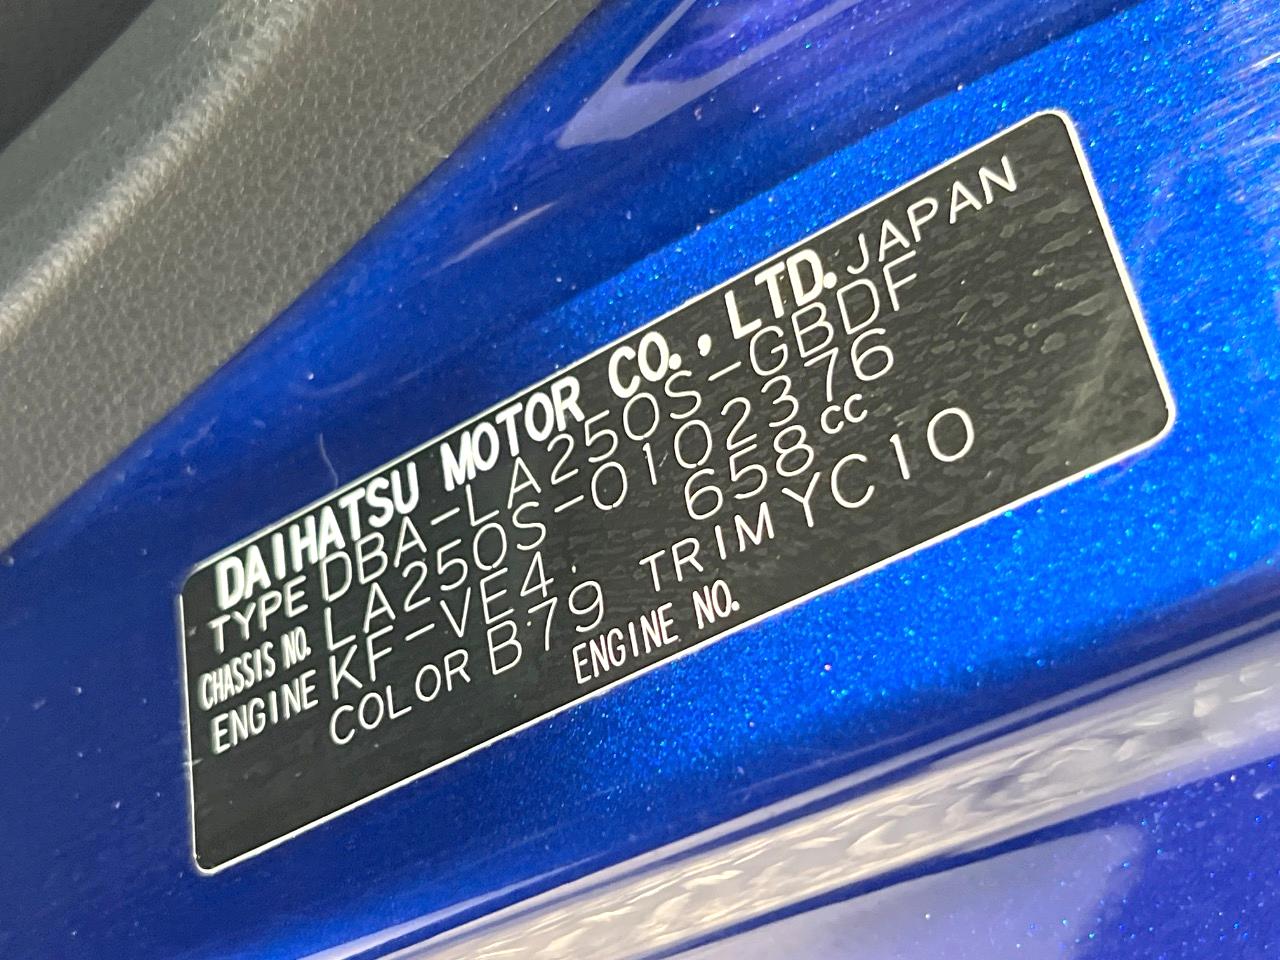 DAIHATSU MOTOR CO., LTD. JAPAN
TYPE DBA-LA250S-GBDF
CHASSIS NO. LA250S-0102376
ENGINE KF-VE4. 658cc
COLOR B79 TRIM YC10
ENGINE NO.